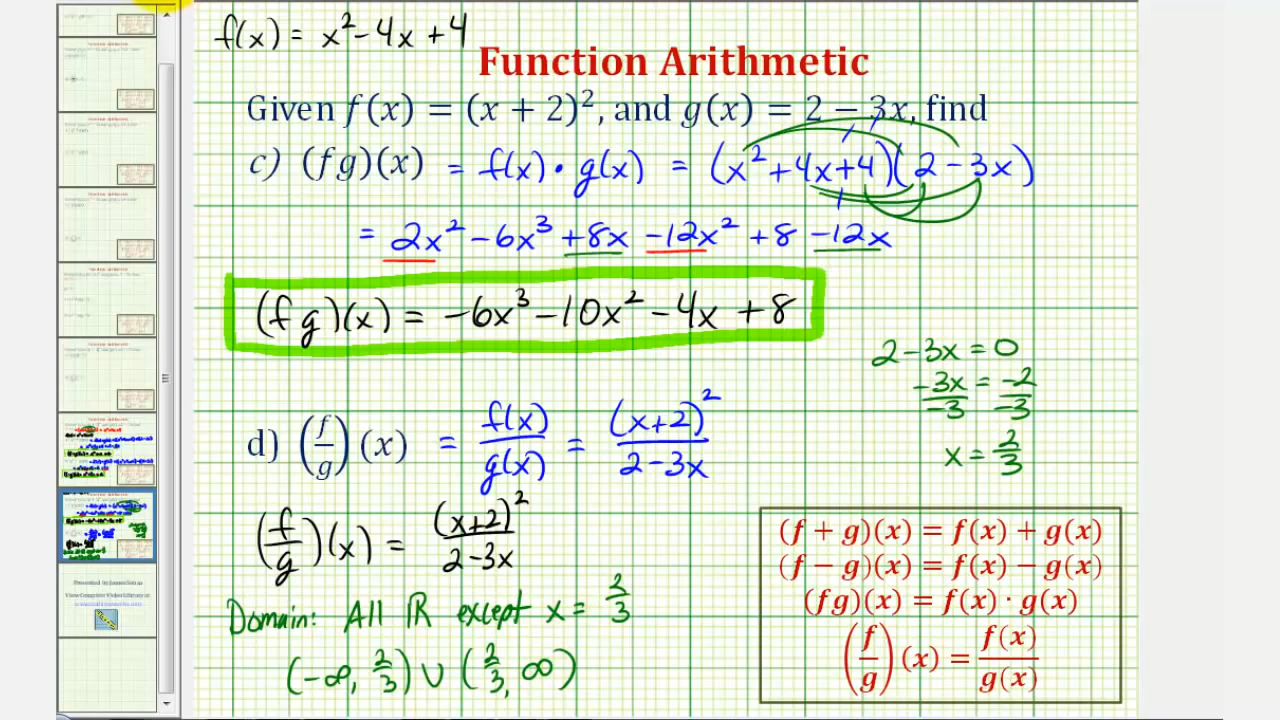 f(x) = x² - 4x + 4
Function Arithmetic
Given f(x) = (x + 2)², and g(x) = 2 − 3x, find
c) (fg)(x) = f(x) · g(x) = (x² + 4x + 4)(2 - 3x)
= 2x² - 6x³ + 8x - 12x² + 8 - 12x
(fg)(x) = -6x³ - 10x² - 4x + 8
2 - 3x = 0
-3x/-3 = -2/-3
x = 2/3
d) (f/g)(x) = f(x)/g(x) = (x+2)²/2-3x
(f/g)(x) = (x+2)²/2-3x
Domain: All ℝ except x = 2/3
(-∞, 2/3) ∪ (2/3, ∞)
(f + g)(x) = f(x) + g(x)
(f − g)(x) = f(x) − g(x)
(fg)(x) = f(x) · g(x)
(f/g)(x) = f(x)/g(x)